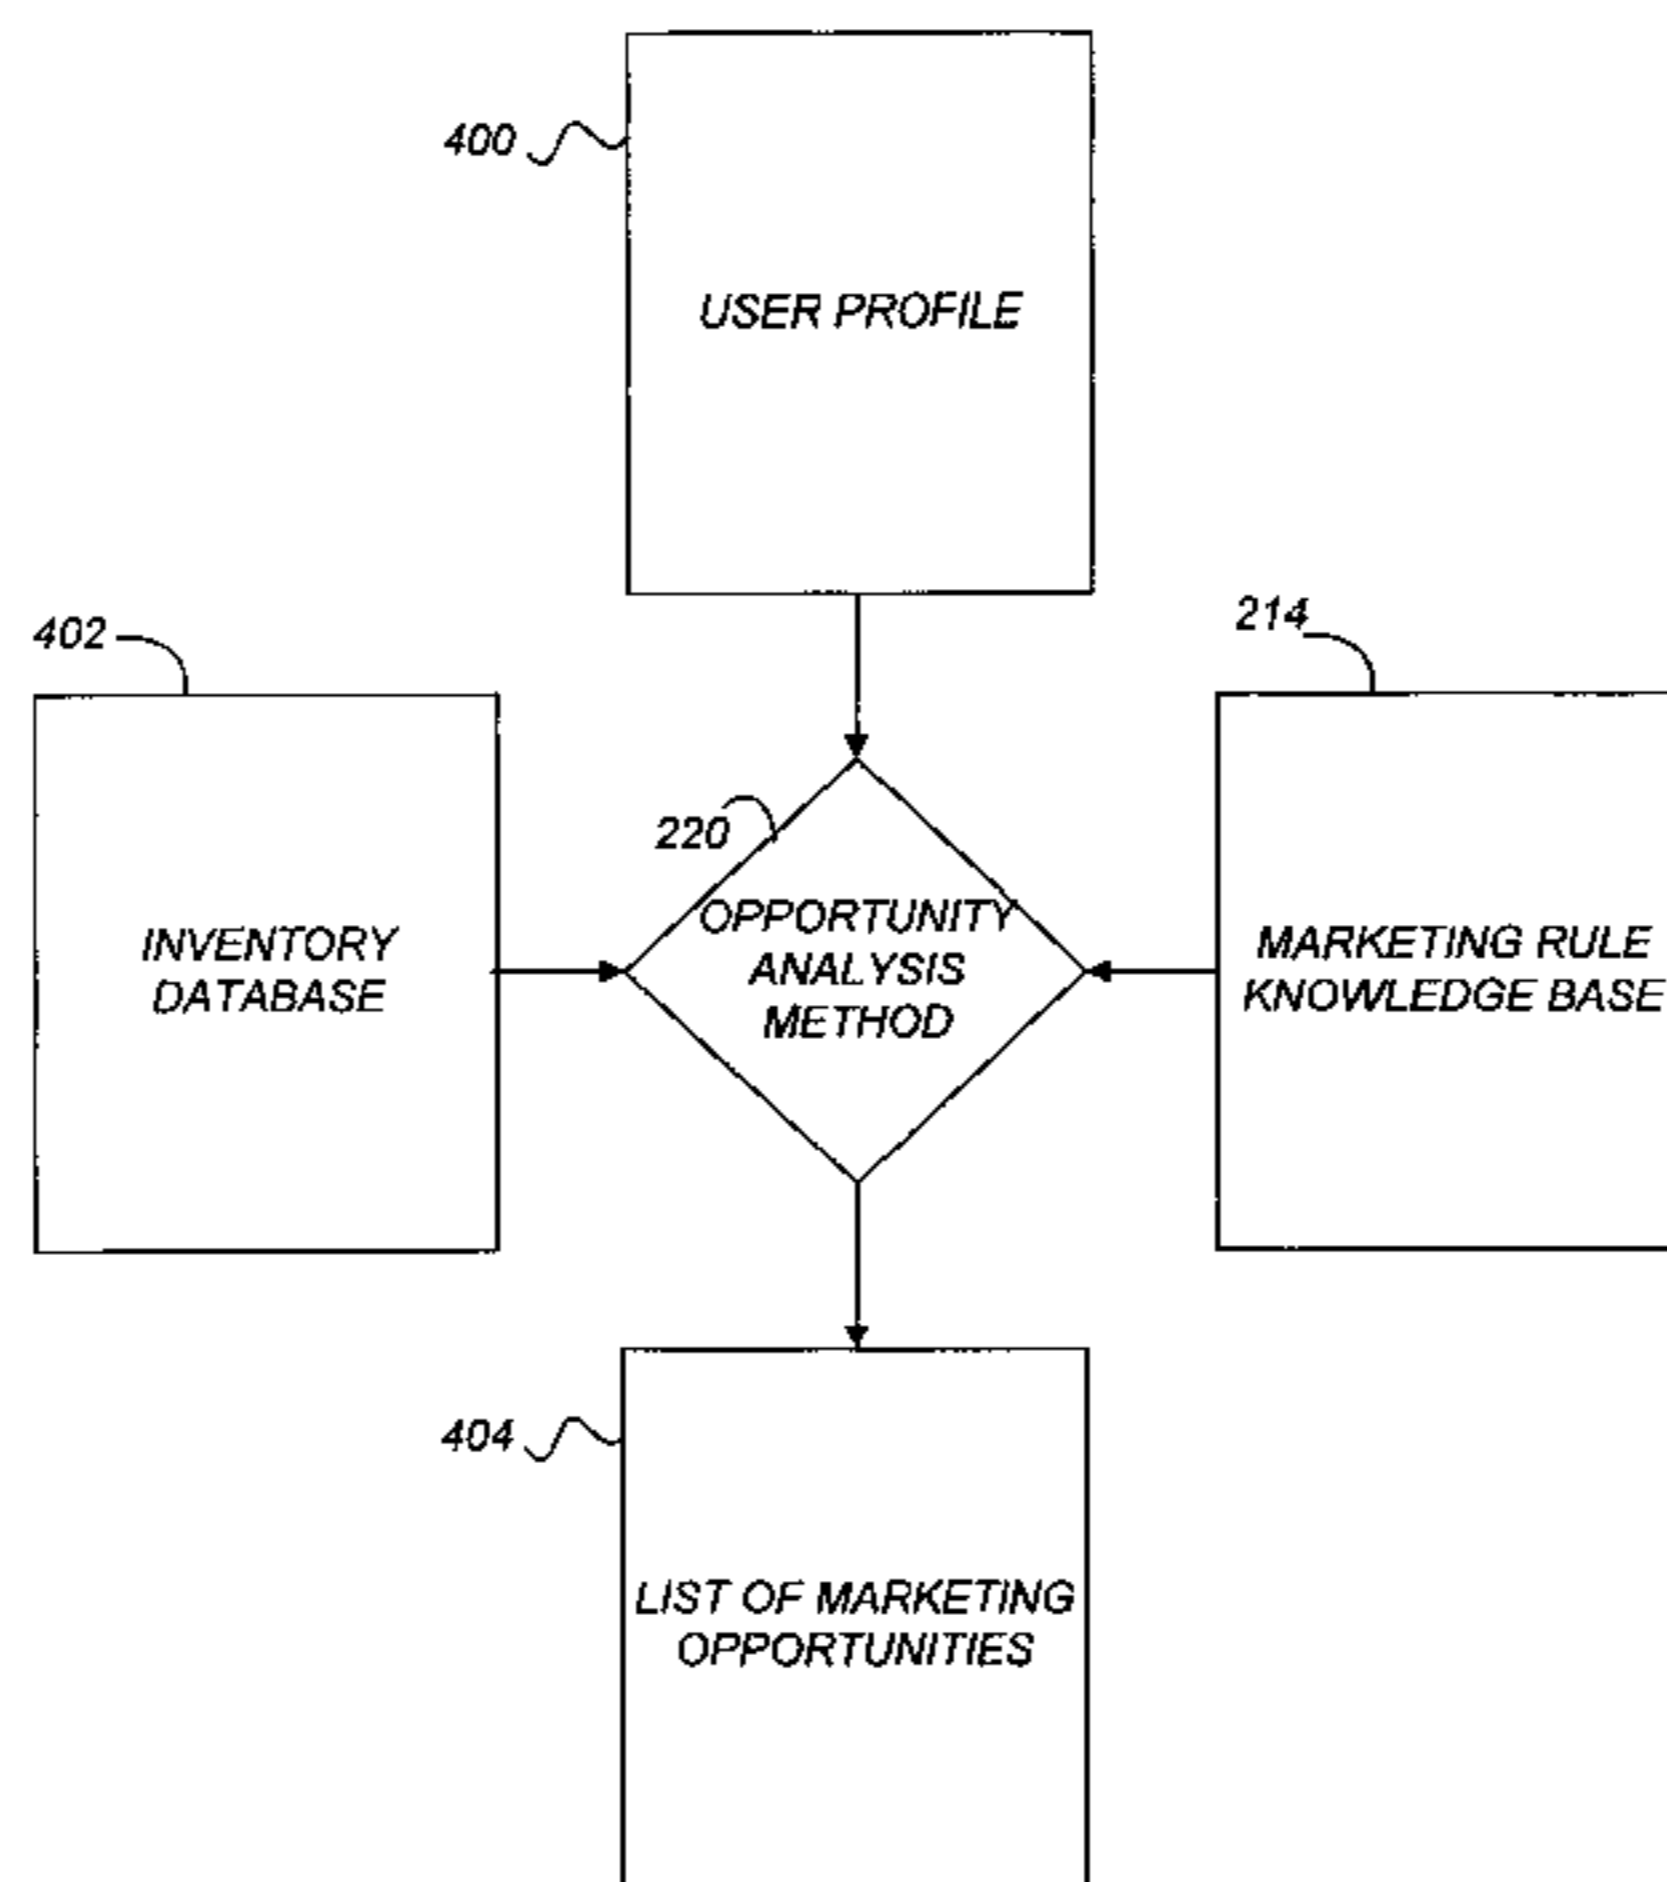 400
USER PROFILE
402
214
220
INVENTORY
DATABASE
OPPORTUNITY
ANALYSIS
METHOD
MARKETING RULE
KNOWLEDGE BASE
404
LIST OF MARKETING
OPPORTUNITIES